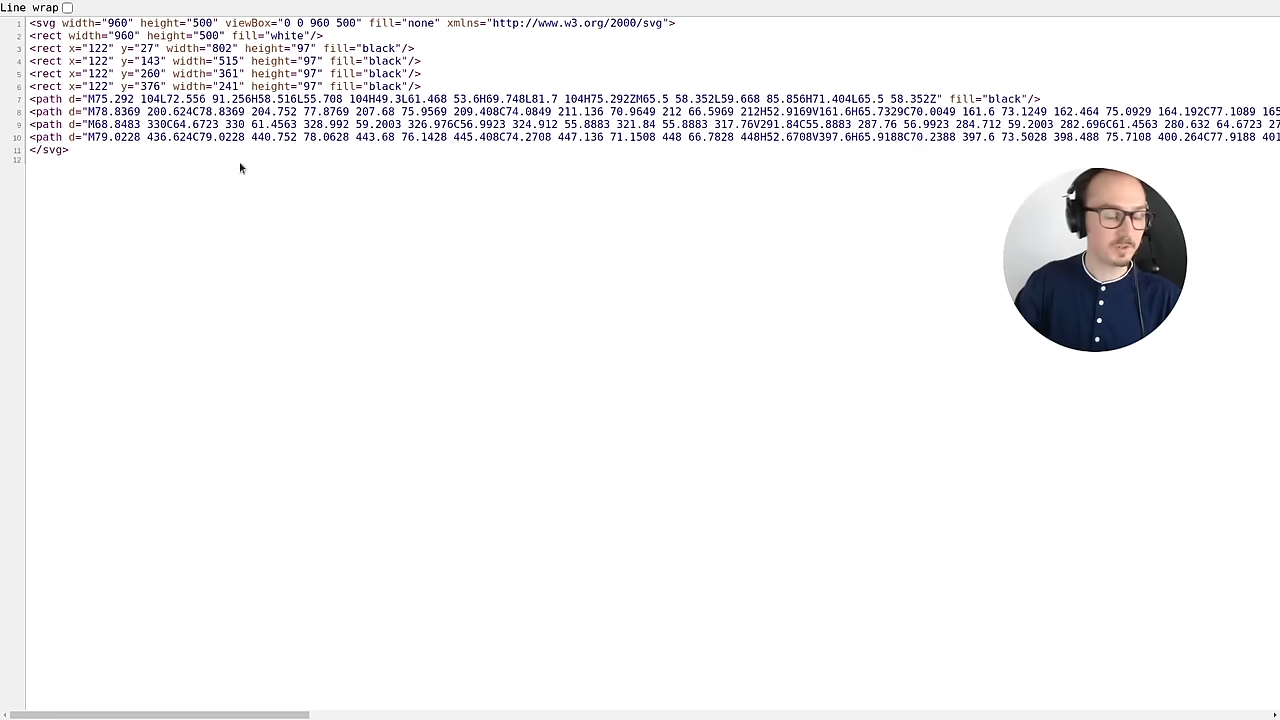 Line wrap
1 <svg width="960" height="500" viewBox="0 0 960 500" fill="none" xmlns="http://www.w3.org/2000/svg">
2 <rect width="960" height="500" fill="white"/>
3 <rect x="122" y="27" width="802" height="97" fill="black"/>
4 <rect x="122" y="143" width="515" height="97" fill="black"/>
5 <rect x="122" y="260" width="361" height="97" fill="black"/>
6 <rect x="122" y="376" width="241" height="97" fill="black"/>
7 <path d="M75.292 104L72.556 91.256H58.516L55.708 104H49.3L61.468 53.6H69.748L81.7 104H75.292ZM65.5 58.352L59.668 85.856H71.404L65.5 58.352Z" fill="black"/>
8 <path d="M78.8369 200.624C78.8369 204.752 77.8769 207.68 75.9569 209.408C74.0849 211.136 70.9649 212 66.5969 212H52.9169V161.6H65.7329C70.0049 161.6 73.1249 162.464 75.0929 164.192C77.1089 165
9 <path d="M68.8483 330C64.6723 330 61.4563 328.992 59.2003 326.976C56.9923 324.912 55.8883 321.84 55.8883 317.76V291.84C55.8883 287.76 56.9923 284.712 59.2003 282.696C61.4563 280.632 64.6723 27
10 <path d="M79.0228 436.624C79.0228 440.752 78.0628 443.68 76.1428 445.408C74.2708 447.136 71.1508 448 66.7828 448H52.6708V397.6H65.9188C70.2388 397.6 73.5028 398.488 75.7108 400.264C77.9188 401
11 </svg>
12